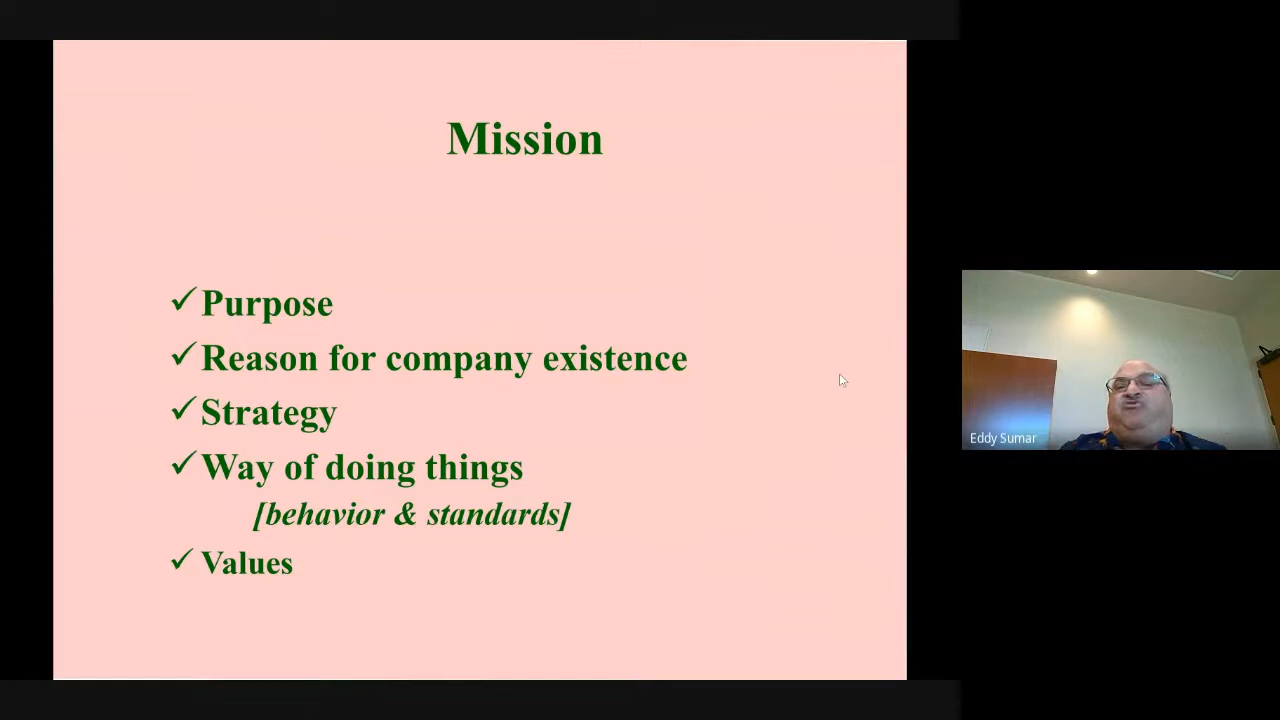 Mission
✓ Purpose
✓ Reason for company existence
✓ Strategy
✓ Way of doing things
[behavior & standards]
✓ Values
Eddy Sumar